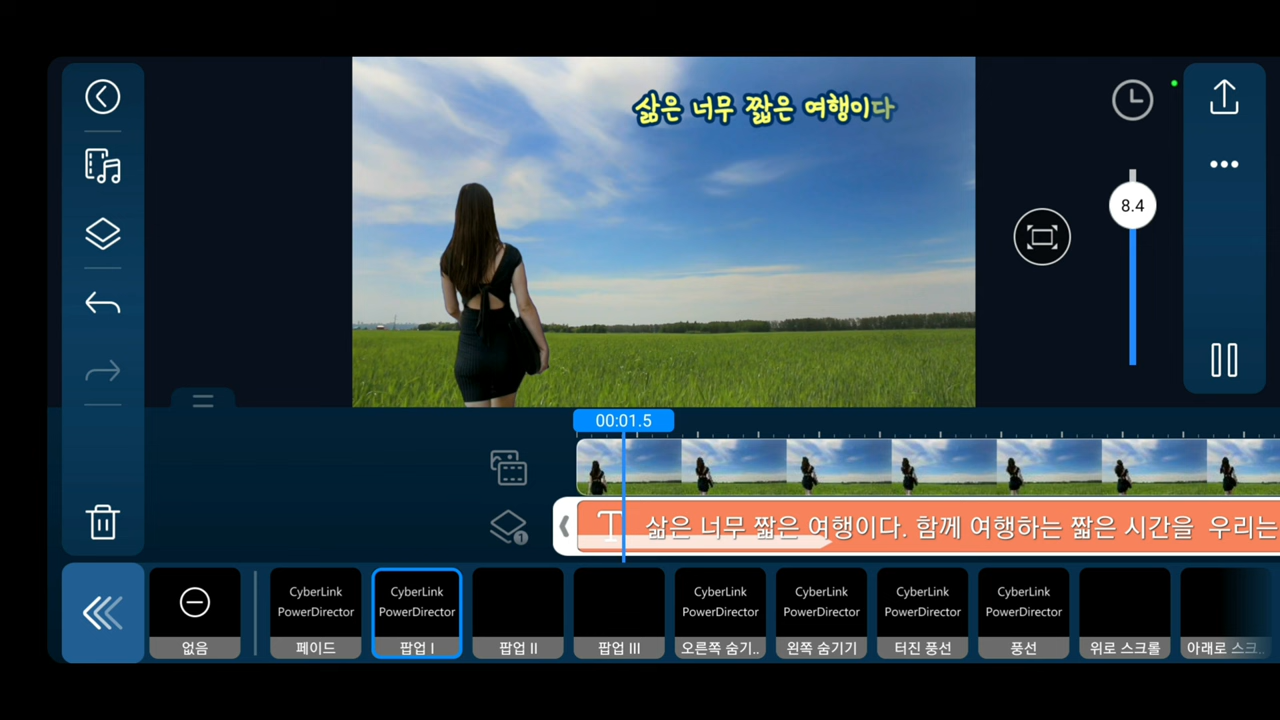 삶은 너무 짧은 여행이다
8.4
00:01.5
1
T 삶은 너무 짧은 여행이다. 함께 여행하는 짧은 시간을 우리는
없음
CyberLink
PowerDirector
페이드
CyberLink
PowerDirector
팝업 I
팝업 II
팝업 III
CyberLink
PowerDirector
오른쪽 숨기..
CyberLink
PowerDirector
왼쪽 숨기기
CyberLink
PowerDirector
터진 풍선
CyberLink
PowerDirector
풍선
위로 스크롤
아래로 스크..